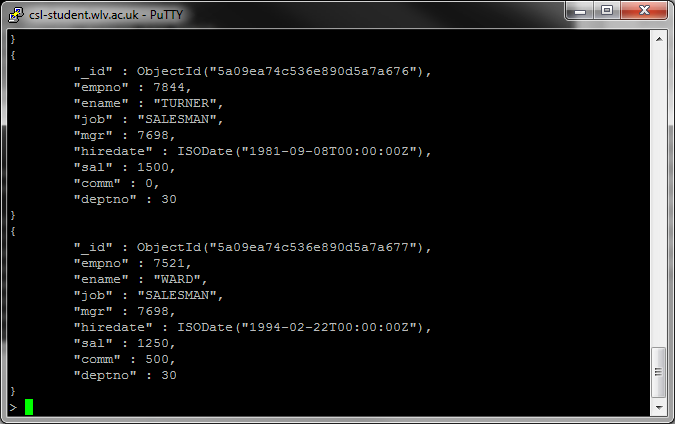 csl-student.wlv.ac.uk - PuTTY
}
{
"_id" : ObjectId("5a09ea74c536e890d5a7a676"),
"empno" : 7844,
"ename" : "TURNER",
"job" : "SALESMAN",
"mgr" : 7698,
"hiredate" : ISODate("1981-09-08T00:00:00Z"),
"sal" : 1500,
"comm" : 0,
"deptno" : 30
}
{
"_id" : ObjectId("5a09ea74c536e890d5a7a677"),
"empno" : 7521,
"ename" : "WARD",
"job" : "SALESMAN",
"mgr" : 7698,
"hiredate" : ISODate("1994-02-22T00:00:00Z"),
"sal" : 1250,
"comm" : 500,
"deptno" : 30
}
>